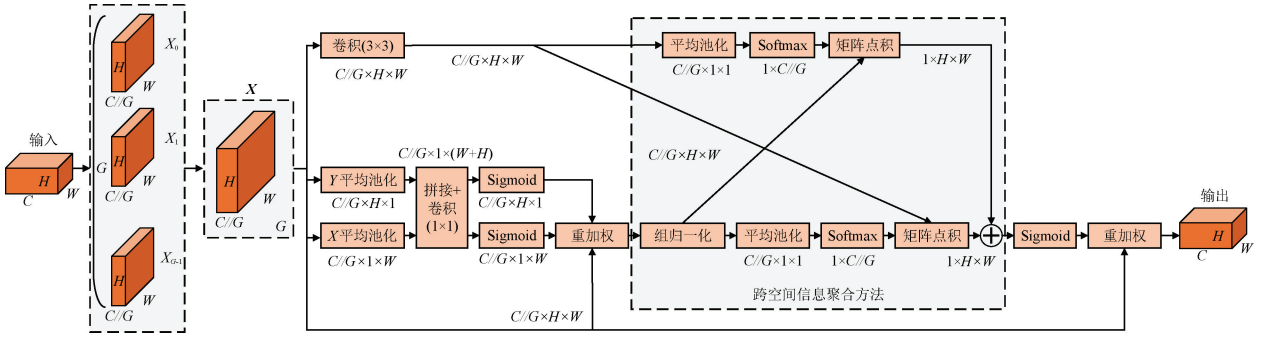 输入
H
W
C
G
X₀
H
W
C//G
X₁
H
W
C//G
X_{G-1}
H
W
C//G
X
H
W
C//G
G
卷积(3×3)
C//G×H×W
C//G×H×W
平均池化
C//G×1×1
Softmax
1×C//G
矩阵点积
1×H×W
C//G×1×(W+H)
Y平均池化
C//G×H×1
X平均池化
C//G×1×W
拼接+
卷积
(1×1)
Sigmoid
C//G×H×1
Sigmoid
C//G×1×W
重加权
C//G×H×W
C//G×H×W
组归一化
平均池化
C//G×1×1
Softmax
1×C//G
矩阵点积
1×H×W
跨空间信息聚合方法
Sigmoid
重加权
输出
H
W
C